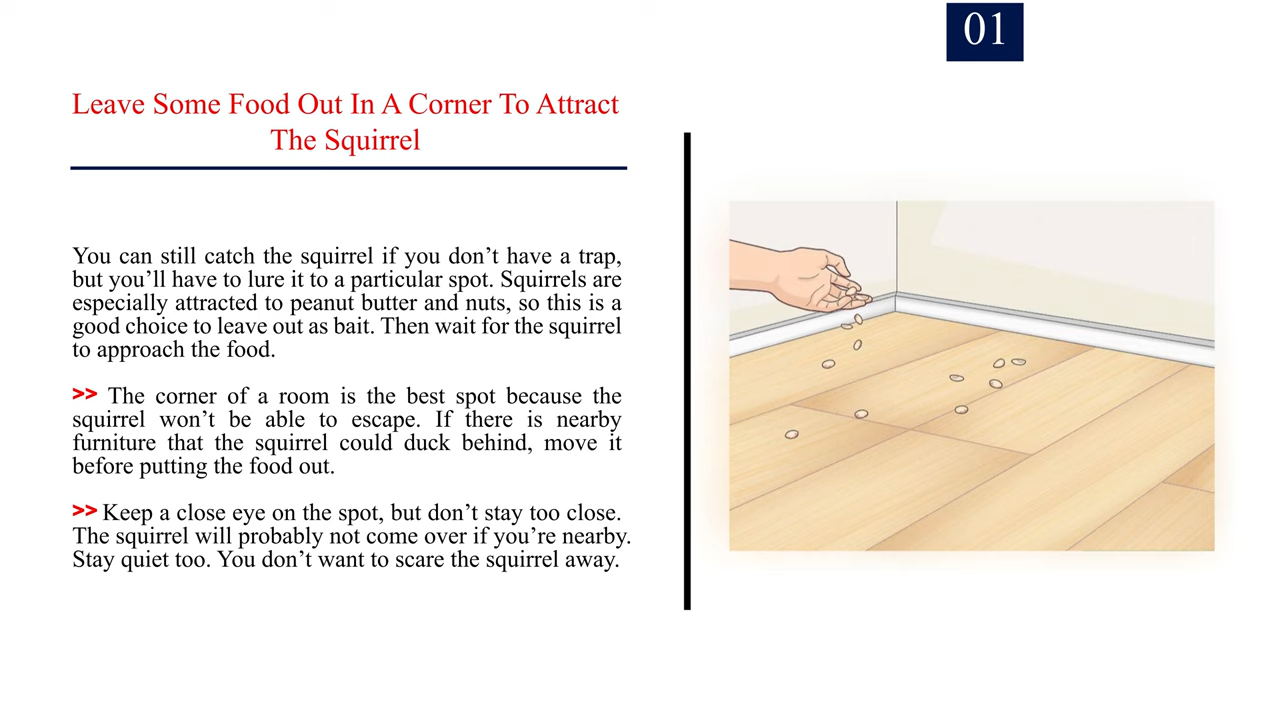 01
Leave Some Food Out In A Corner To Attract
The Squirrel
You can still catch the squirrel if you don’t have a trap,
but you’ll have to lure it to a particular spot. Squirrels are
especially attracted to peanut butter and nuts, so this is a
good choice to leave out as bait. Then wait for the squirrel
to approach the food.
>> The corner of a room is the best spot because the
squirrel won’t be able to escape. If there is nearby
furniture that the squirrel could duck behind, move it
before putting the food out.
>> Keep a close eye on the spot, but don’t stay too close.
The squirrel will probably not come over if you’re nearby.
Stay quiet too. You don’t want to scare the squirrel away.